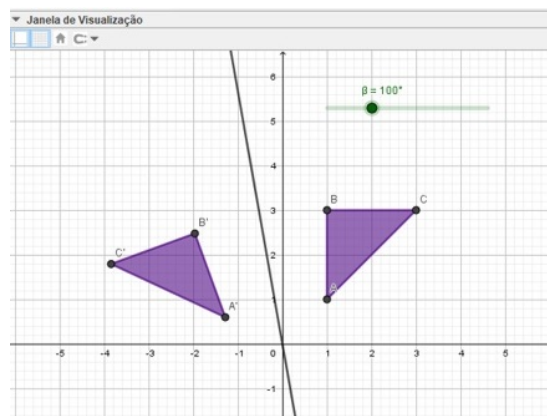 Janela de Visualização
6
β = 100°
5
4
B C
3
B'
C' 2
A
1
A'
-5 -4 -3 -2 -1 0 1 2 3 4 5
-1